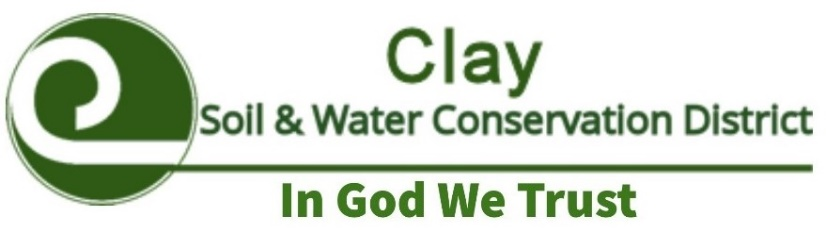 Clay
Soil & Water Conservation District
In God We Trust